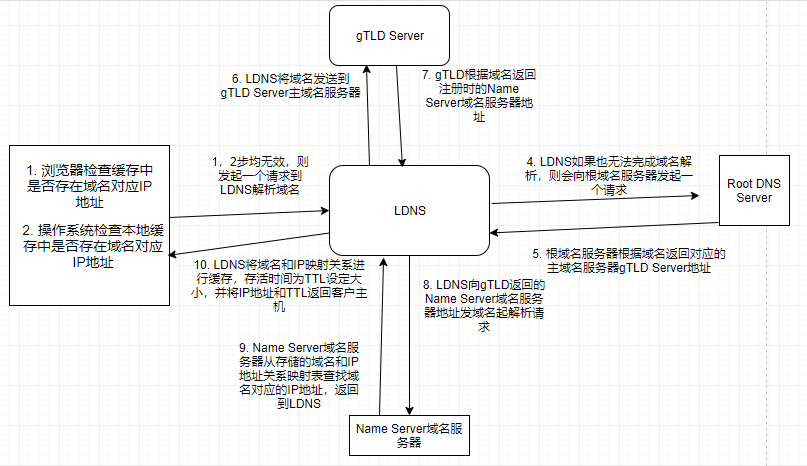 gTLD Server
6. LDNS将域名发送到
gTLD Server主域名服务器
7. gTLD根据域名返回
注册时的Name
Server域名服务器地
址
1. 浏览器检查缓存中
是否存在域名对应IP
地址
2. 操作系统检查本地缓
存中是否存在域名对应
IP地址
1，2步均无效，则
发起一个请求到
LDNS解析域名
LDNS
4. LDNS如果也无法完成域名解
析，则会向根域名服务器发起一
个请求
Root DNS
Server
5. 根域名服务器根据域名返回对应的
主域名服务器gTLD Server地址
10. LDNS将域名和IP映射关系进
行缓存，存活时间为TTL设定大
小，并将IP地址和TTL返回客户主
机
8. LDNS向gTLD返回的
Name Server域名服务
器地址发域名起解析请
求
9. Name Server域名服
务器从存储的域名和IP
地址关系映射表查找域
名对应的IP地址，返回
到LDNS
Name Server域名服
务器